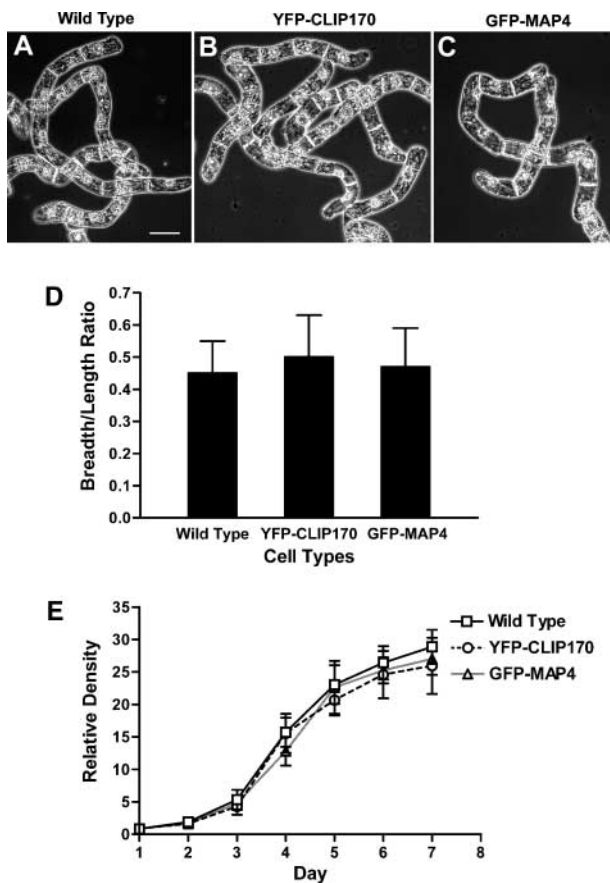 Wild Type YFP-CLIP170 GFP-MAP4
A B C
D
Breadth/Length Ratio
0.7
0.6
0.5
0.4
0.3
0.2
0.1
0.0
Wild Type YFP-CLIP170 GFP-MAP4
Cell Types
E
Relative Density
35
30
25
20
15
10
5
0
1 2 3 4 5 6 7 8
Day
Wild Type
YFP-CLIP170
GFP-MAP4